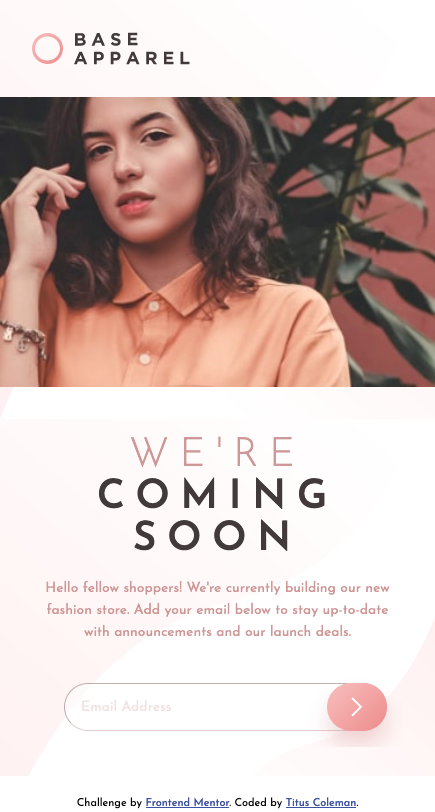 BASE
APPAREL
WE'RE
COMING
SOON
Hello fellow shoppers! We're currently building our new
fashion store. Add your email below to stay up-to-date
with announcements and our launch deals.
Email Address
Challenge by Frontend Mentor. Coded by Titus Coleman.